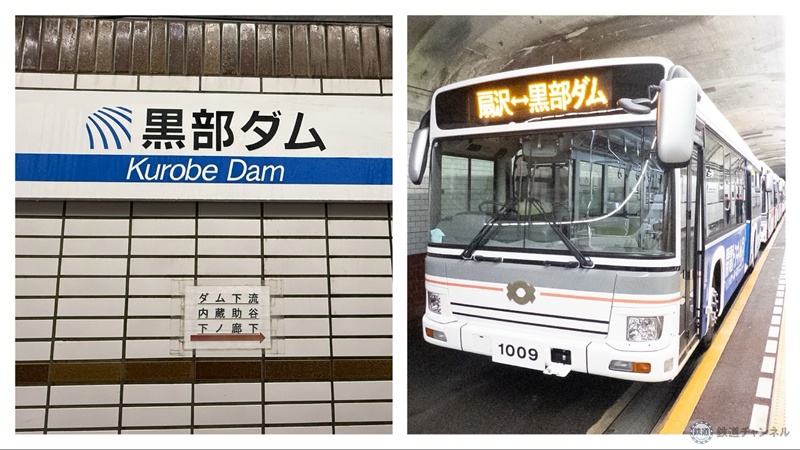 黒部ダム
Kurobe Dam
ダム下流
内蔵助谷
下ノ廊下
扇沢↔黒部ダム
1009
鉄道チャンネル